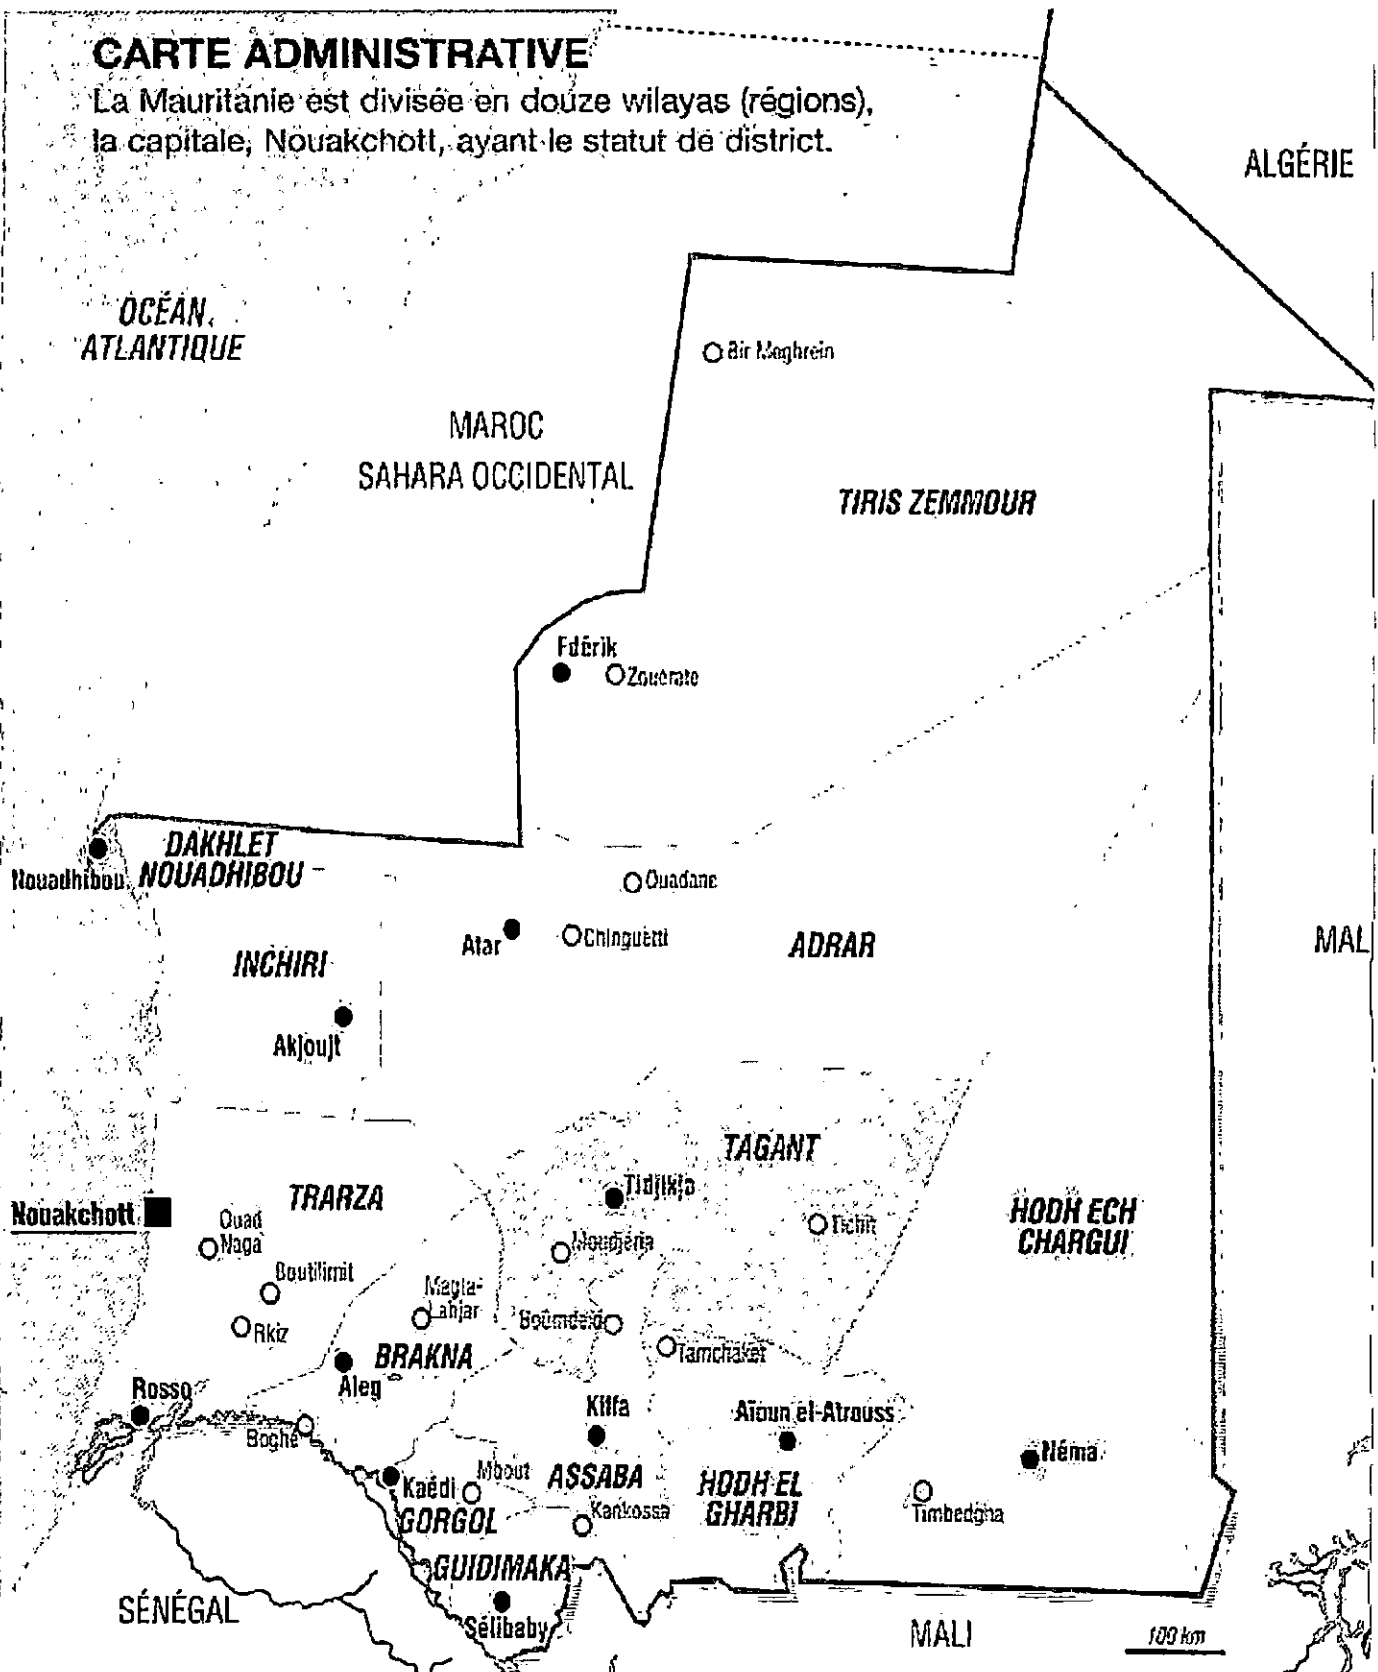 CARTE ADMINISTRATIVE
La Mauritanie est divisée en douze wilayas (régions),
la capitale, Nouakchott, ayant le statut de district.
ALGÉRIE
OCÉAN
ATLANTIQUE
Bir Moghrein
MAROC
SAHARA OCCIDENTAL
TIRIS ZEMMOUR
Fdérik
Zouerate
DAKHLET
NOUADHIBOU
Nouadhibou
Ouadane
Atar
Chinguetti
ADRAR
MAL
INCHIRI
Akjoujt
TAGANT
Tidjikja
TRARZA
Nouakchott
Ouad
Naga
Tichit
HODH ECH
CHARGUI
Moudjéria
Boutilimit
Magta-
Lahjar
Boûmdeïd
Rkiz
Tamchaket
BRAKNA
Aleg
Rosso
Kiffa
Aïoun el-Atrouss
Boghé
Néma
Kaédi
Mbout
ASSABA
HODH EL
GHARBI
GORGOL
Kankossa
Timbedgha
GUIDIMAKA
SÉNÉGAL
Sélibaby
MALI
100 km